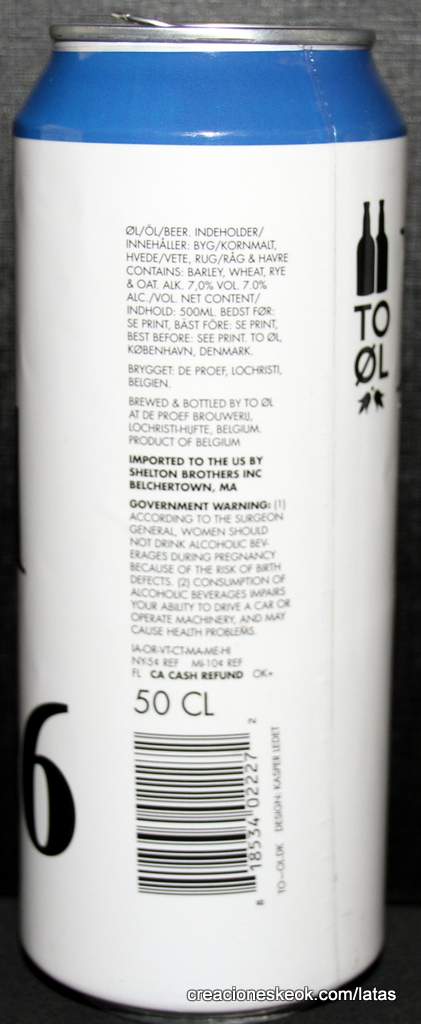 ØL/ÖL/BEER. INDEHOLDER/
INNEHÅLLER: BYG/KORNMALT,
HVEDE/VETE, RUG/RÅG & HAVRE
CONTAINS: BARLEY, WHEAT, RYE
& OAT. ALK. 7,0% VOL. 7.0%
ALC./VOL. NET CONTENT/
INDHOLD: 500ML. BEDST FØR:
SE PRINT, BÄST FÖRE: SE PRINT,
BEST BEFORE: SEE PRINT. TO ØL,
KØBENHAVN, DENMARK.
BRYGGET: DE PROEF, LOCHRISTI,
BELGIEN.
BREWED & BOTTLED BY TO ØL
AT DE PROEF BROUWERIJ,
LOCHRISTI-HIJFTE, BELGIUM.
PRODUCT OF BELGIUM
IMPORTED TO THE US BY
SHELTON BROTHERS INC
BELCHERTOWN, MA
GOVERNMENT WARNING: (1)
ACCORDING TO THE SURGEON
GENERAL, WOMEN SHOULD
NOT DRINK ALCOHOLIC BEV-
ERAGES DURING PREGNANCY
BECAUSE OF THE RISK OF BIRTH
DEFECTS. (2) CONSUMPTION OF
ALCOHOLIC BEVERAGES IMPAIRS
YOUR ABILITY TO DRIVE A CAR OR
OPERATE MACHINERY, AND MAY
CAUSE HEALTH PROBLEMS.
IA-OR-VT-CT-MA-ME-HI
NY-5¢ REF MI-10¢ REF
FL CA CASH REFUND OK+
50 CL
8 18534 02227 2
TO-OL.DK DESIGN: KASPER LEDET
TO
ØL
6
creacioneskeok.com/latas